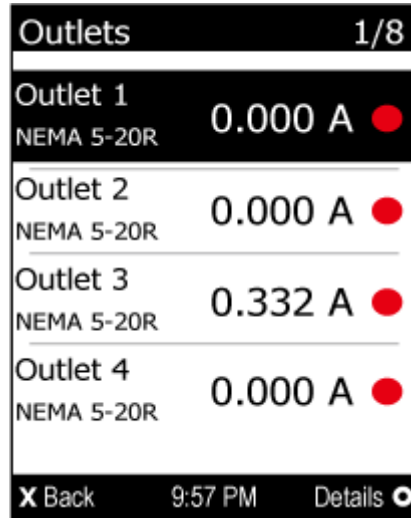 Outlets 1/8
Outlet 1
NEMA 5-20R 0.000 A
Outlet 2
NEMA 5-20R 0.000 A
Outlet 3
NEMA 5-20R 0.332 A
Outlet 4
NEMA 5-20R 0.000 A
X Back 9:57 PM Details